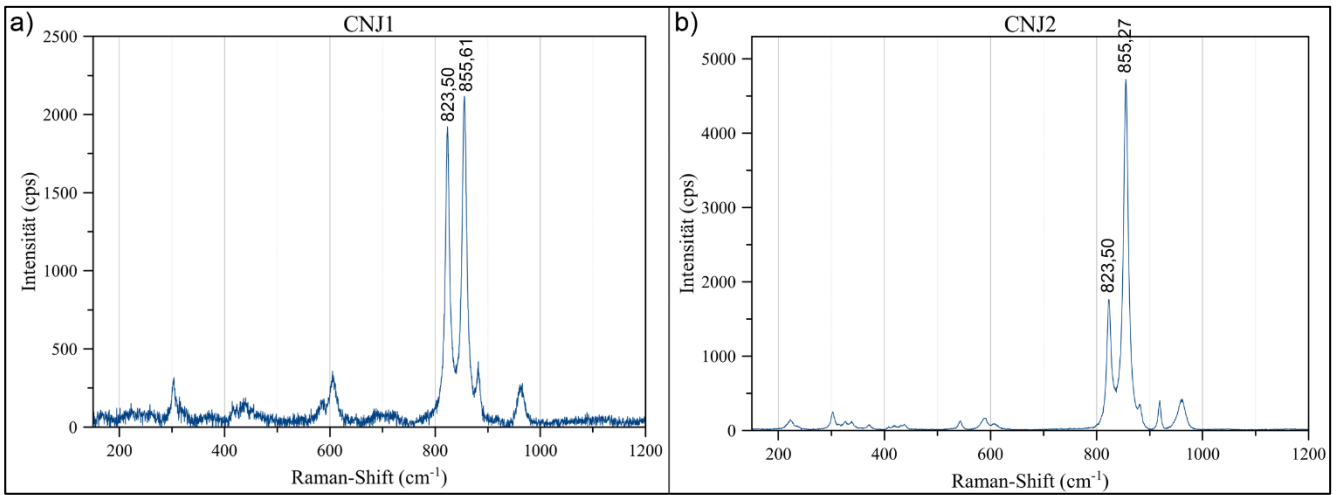 a)
CNJ1
2500
2000
1500
1000
500
0
Intensität (cps)
823,50
855,61
200 400 600 800 1000 1200
Raman-Shift (cm⁻¹)
b)
CNJ2
5000
4000
3000
2000
1000
0
Intensität (cps)
823,50
855,27
200 400 600 800 1000 1200
Raman-Shift (cm⁻¹)